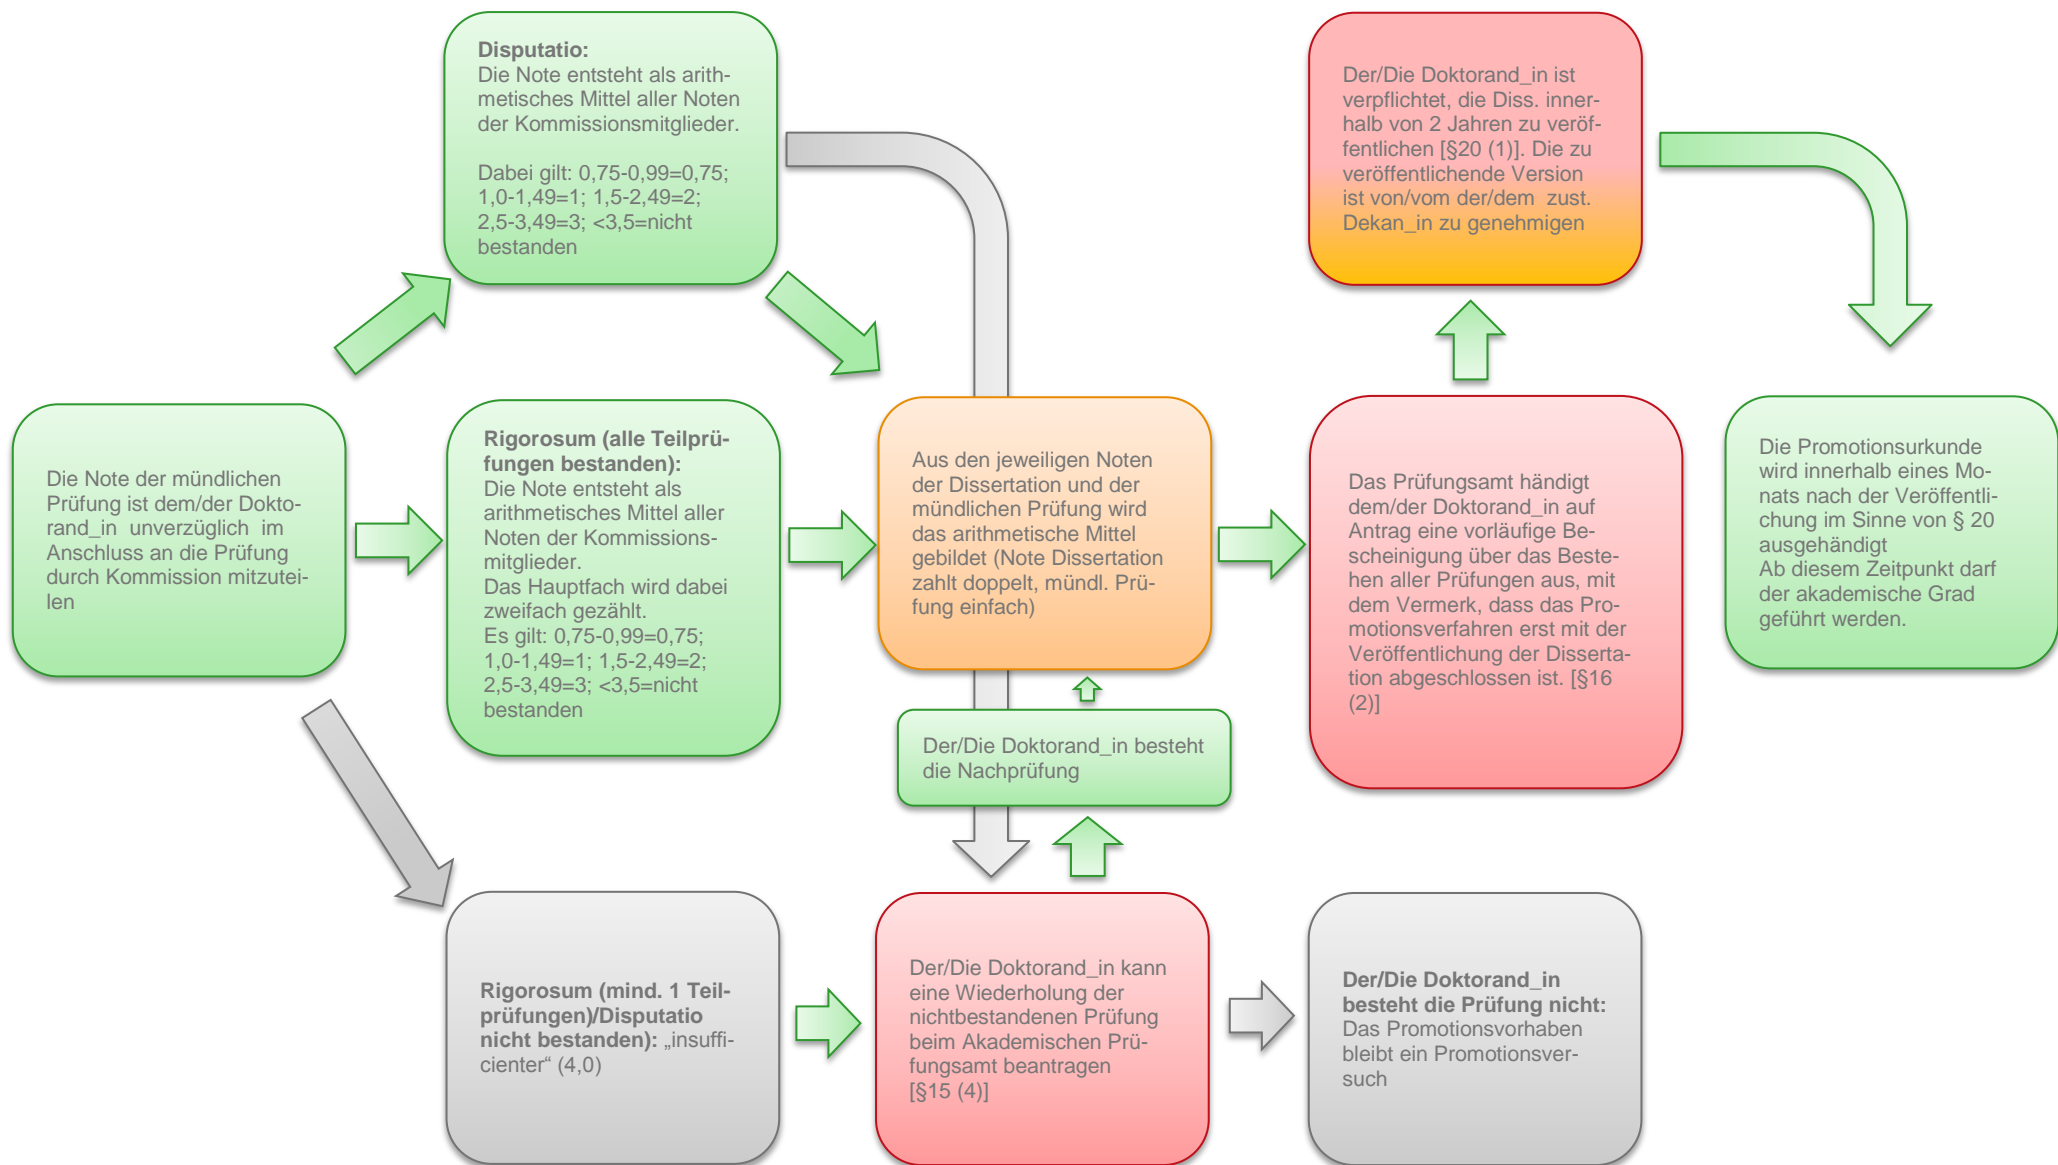 Disputatio:
Die Note entsteht als arith-
metisches Mittel aller Noten
der Kommissionsmitglieder.
Dabei gilt: 0,75-0,99=0,75;
1,0-1,49=1; 1,5-2,49=2;
2,5-3,49=3; <3,5=nicht
bestanden
Der/Die Doktorand_in ist
verpflichtet, die Diss. inner-
halb von 2 Jahren zu veröf-
fentlichen [§20 (1)]. Die zu
veröffentlichende Version
ist von/vom der/dem  zust.
Dekan_in zu genehmigen
Die Note der mündlichen
Prüfung ist dem/der Dokto-
rand_in  unverzüglich  im
Anschluss an die Prüfung
durch Kommission mitzutei-
len
Rigorosum (alle Teilprü-
fungen bestanden):
Die Note entsteht als
arithmetisches Mittel aller
Noten der Kommissions-
mitglieder.
Das Hauptfach wird dabei
zweifach gezählt.
Es gilt: 0,75-0,99=0,75;
1,0-1,49=1; 1,5-2,49=2;
2,5-3,49=3; <3,5=nicht
bestanden
Aus den jeweiligen Noten
der Dissertation und der
mündlichen Prüfung wird
das arithmetische Mittel
gebildet (Note Dissertation
zahlt doppelt, mündl. Prü-
fung einfach)
Das Prüfungsamt händigt
dem/der Doktorand_in auf
Antrag eine vorläufige Be-
scheinigung über das Beste-
hen aller Prüfungen aus, mit
dem Vermerk, dass das Pro-
motionsverfahren erst mit der
Veröffentlichung der Disserta-
tion abgeschlossen ist. [§16
(2)]
Die Promotionsurkunde
wird innerhalb eines Mo-
nats nach der Veröffentli-
chung im Sinne von § 20
ausgehändigt
Ab diesem Zeitpunkt darf
der akademische Grad
geführt werden.
Der/Die Doktorand_in besteht
die Nachprüfung
Rigorosum (mind. 1 Teil-
prüfungen)/Disputatio
nicht bestanden): „insuffi-
cienter“ (4,0)
Der/Die Doktorand_in kann
eine Wiederholung der
nichtbestandenen Prüfung
beim Akademischen Prü-
fungsamt beantragen
[§15 (4)]
Der/Die Doktorand_in
besteht die Prüfung nicht:
Das Promotionsvorhaben
bleibt ein Promotionsver-
such